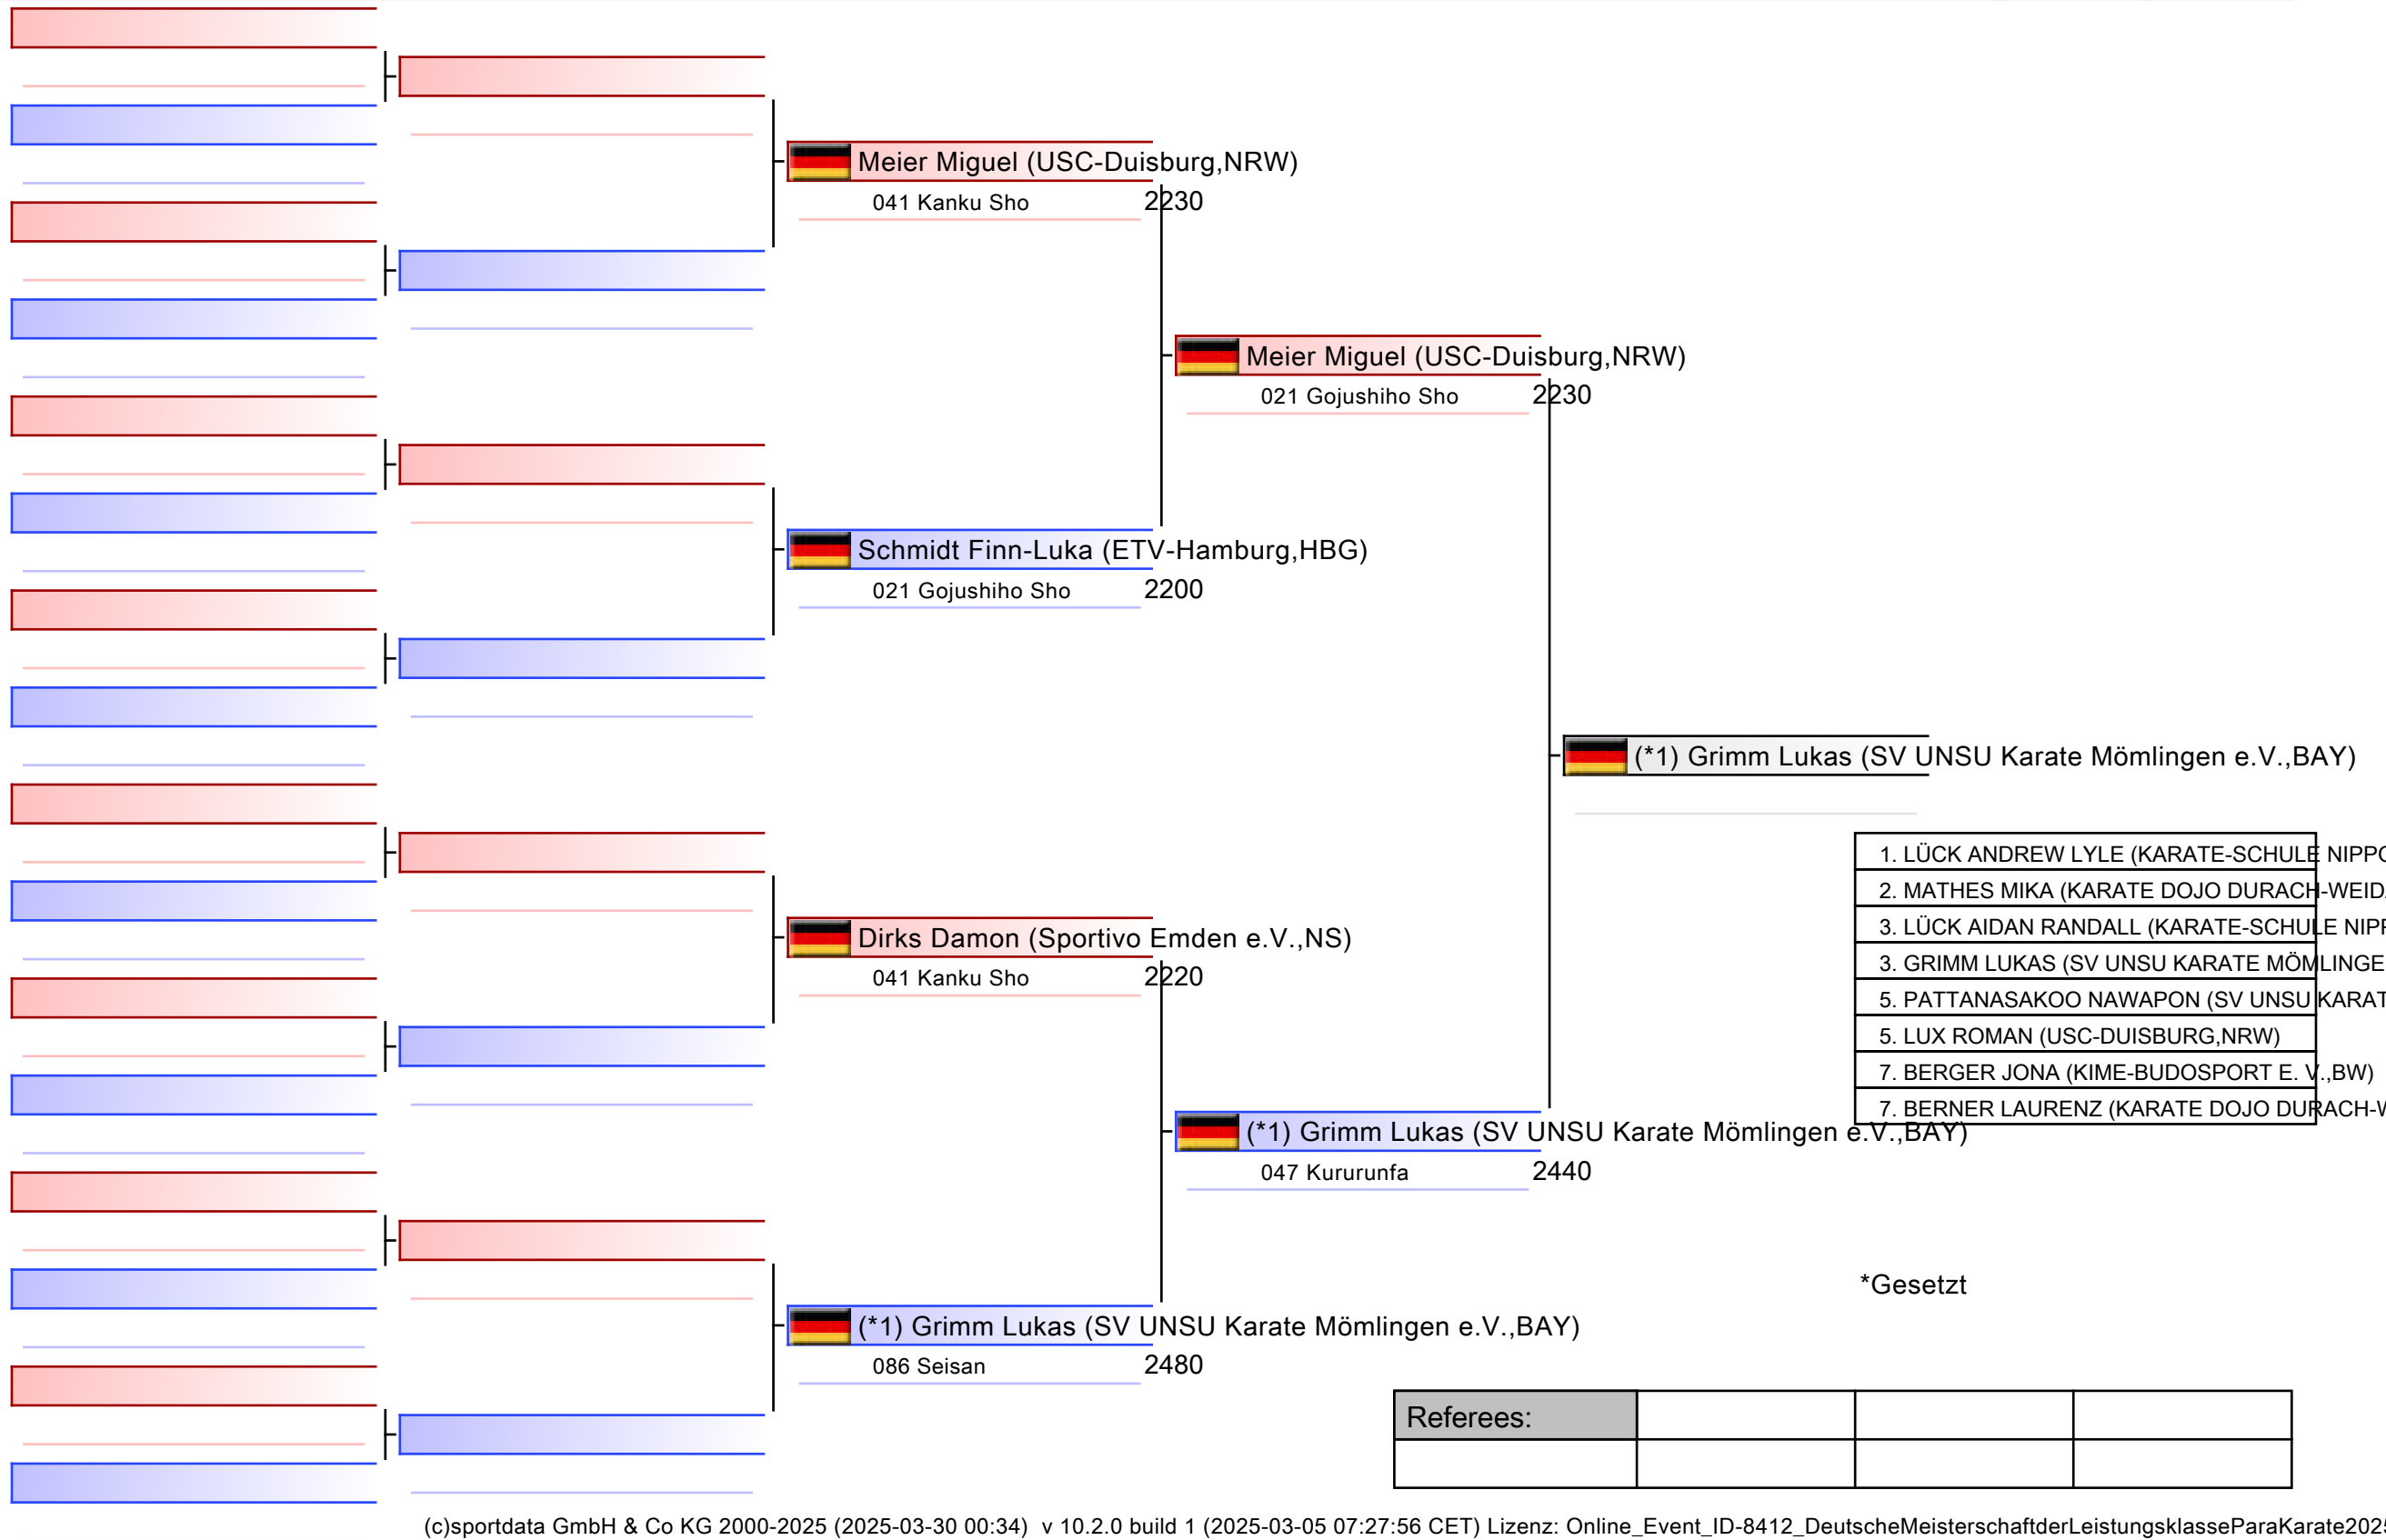 Meier Miguel (USC-Duisburg,NRW)
041 Kanku Sho
2230
Meier Miguel (USC-Duisburg,NRW)
021 Gojushiho Sho
2230
Schmidt Finn-Luka (ETV-Hamburg,HBG)
021 Gojushiho Sho
2200
(*1) Grimm Lukas (SV UNSU Karate Mömlingen e.V.,BAY)
1. LÜCK ANDREW LYLE (KARATE-SCHULE
2. MATHES MIKA (KARATE DOJO
3. LÜCK AIDAN RANDALL (KARATE-SCHULE
3. GRIMM LUKAS (SV UNSU KARATE
5. PATTANASAKOO NAWAPON (SV UNSU
5. LUX ROMAN (USC-DUISBURG,NRW)
7. BERGER JONA (KIME-BUDOSPORT E. V.,BW)
7. BERNER LAURENZ (KARATE DOJO
Dirks Damon (Sportivo Emden e.V.,NS)
041 Kanku Sho
2220
(*1) Grimm Lukas (SV UNSU Karate Mömlingen e.V.,BAY)
047 Kururunfa
2440
*Gesetzt
(*1) Grimm Lukas (SV UNSU Karate Mömlingen e.V.,BAY)
086 Seisan
2480
Referees:
(c)sportdata GmbH & Co KG 2000-2025 (2025-03-30 00:34) v 10.2.0 build 1 (2025-03-05 07:27:56 CET) Lizenz: Online_Event_ID-8412_DeutscheMeisterschaftderLeistungsklasseParaKarate2025